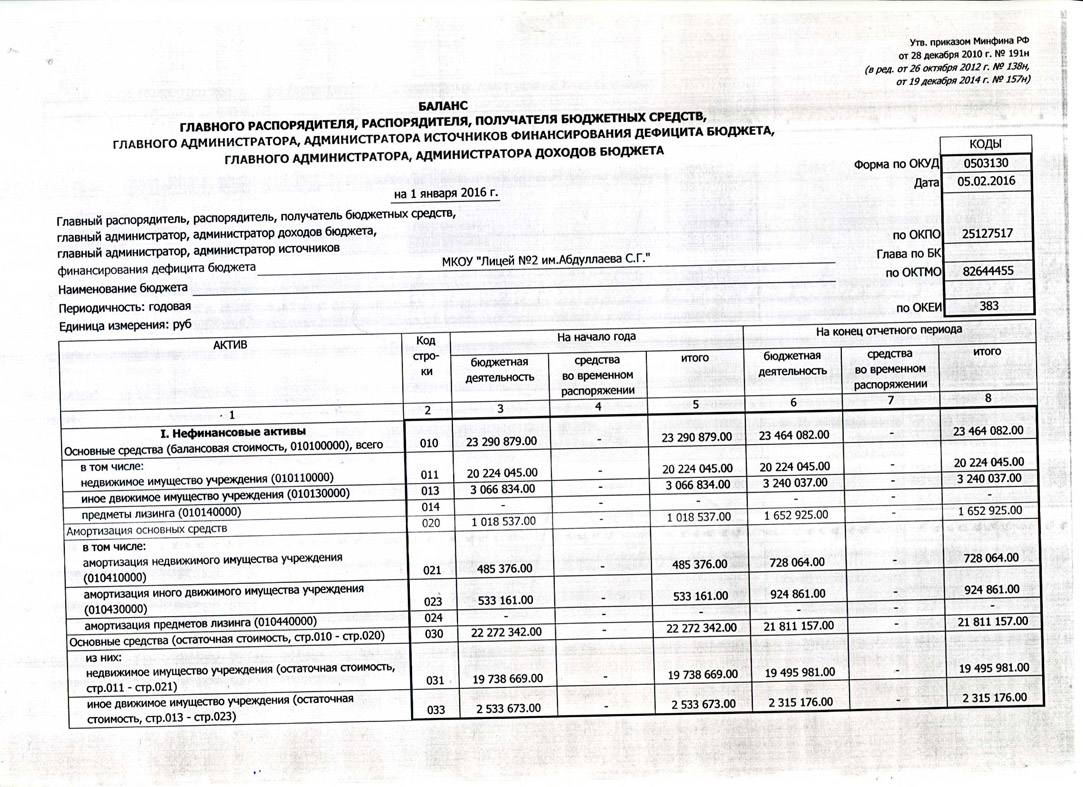 Утв. приказом Минфина РФ
от 28 декабря 2010 г. № 191н
(в ред. от 26 октября 2012 г. № 138н,
от 19 декабря 2014 г. № 157н)
БАЛАНС
ГЛАВНОГО РАСПОРЯДИТЕЛЯ, РАСПОРЯДИТЕЛЯ, ПОЛУЧАТЕЛЯ БЮДЖЕТНЫХ СРЕДСТВ,
ГЛАВНОГО АДМИНИСТРАТОРА, АДМИНИСТРАТОРА ИСТОЧНИКОВ ФИНАНСИРОВАНИЯ ДЕФИЦИТА БЮДЖЕТА,
ГЛАВНОГО АДМИНИСТРАТОРА, АДМИНИСТРАТОРА ДОХОДОВ БЮДЖЕТА
КОДЫ
Форма по ОКУД 0503130
на 1 января 2016 г. Дата 05.02.2016
Главный распорядитель, распорядитель, получатель бюджетных средств,
главный администратор, администратор доходов бюджета, по ОКПО 25127517
главный администратор, администратор источников Глава по БК
финансирования дефицита бюджета МКОУ "Лицей №2 им.Абдуллаева С.Г." по ОКТМО 82644455
Наименование бюджета
Периодичность: годовая
Единица измерения: руб по ОКЕИ 383
АКТИВ Код стро- ки На начало года На конец отчетного периода
бюджетная деятельность средства во временном распоряжении итого бюджетная деятельность средства во временном распоряжении итого
1 2 3 4 5 6 7 8
I. Нефинансовые активы
Основные средства (балансовая стоимость, 010100000), всего 010 23 290 879.00 - 23 290 879.00 23 464 082.00 - 23 464 082.00
в том числе:
недвижимое имущество учреждения (010110000) 011 20 224 045.00 - 20 224 045.00 20 224 045.00 - 20 224 045.00
иное движимое имущество учреждения (010130000) 013 3 066 834.00 - 3 066 834.00 3 240 037.00 - 3 240 037.00
предметы лизинга (010140000) 014 - - - - - -
Амортизация основных средств 020 1 018 537.00 - 1 018 537.00 1 652 925.00 - 1 652 925.00
в том числе:
амортизация недвижимого имущества учреждения
(010410000) 021 485 376.00 - 485 376.00 728 064.00 - 728 064.00
амортизация иного движимого имущества учреждения
(010430000) 023 533 161.00 - 533 161.00 924 861.00 - 924 861.00
амортизация предметов лизинга (010440000) 024 - - - - - -
Основные средства (остаточная стоимость, стр.010 - стр.020) 030 22 272 342.00 - 22 272 342.00 21 811 157.00 - 21 811 157.00
из них:
недвижимое имущество учреждения (остаточная стоимость,
стр.011 - стр.021) 031 19 738 669.00 - 19 738 669.00 19 495 981.00 - 19 495 981.00
иное движимое имущество учреждения (остаточная
стоимость, стр.013 - стр.023) 033 2 533 673.00 - 2 533 673.00 2 315 176.00 - 2 315 176.00